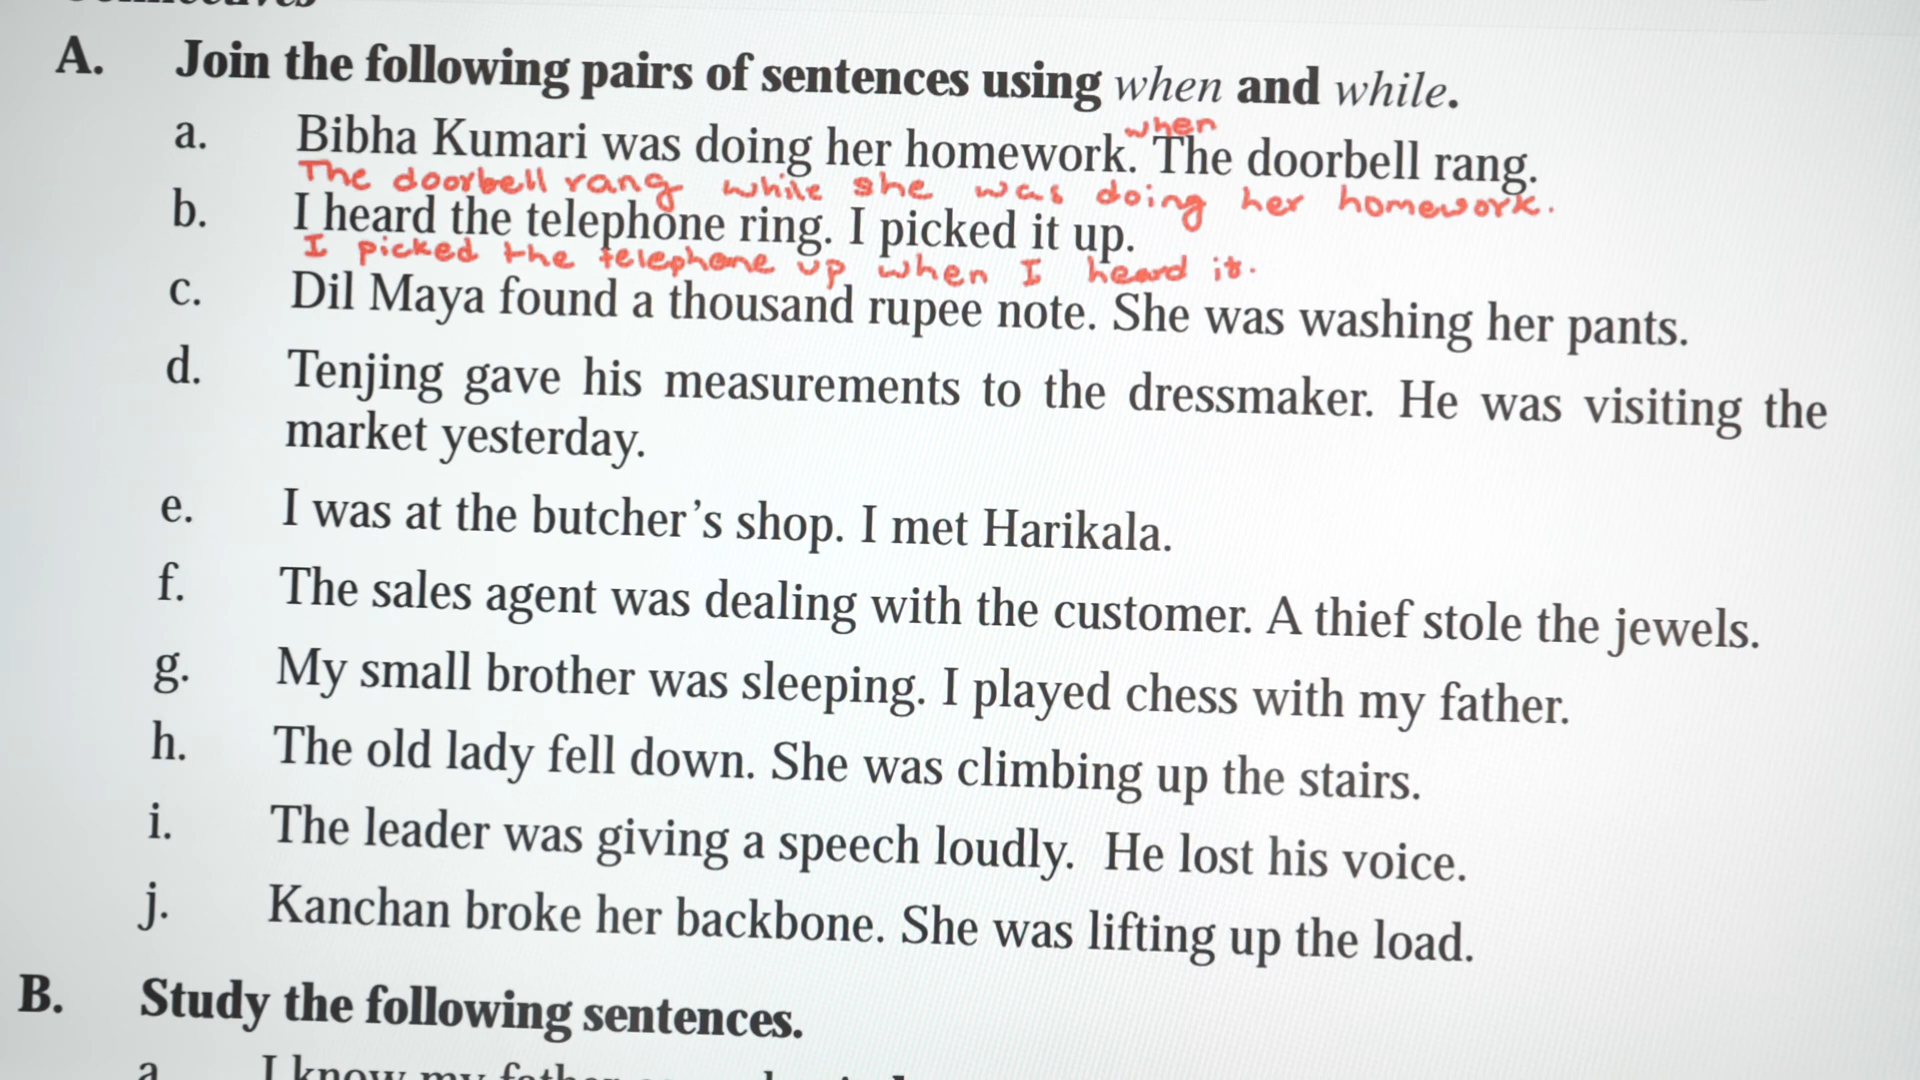 A. Join the following pairs of sentences using when and while.
when
a. Bibha Kumari was doing her homework. The doorbell rang.
The doorbell rang while she was doing her homework.
b. I heard the telephone ring. I picked it up.
I picked the telephone up when I heard it.
c. Dil Maya found a thousand rupee note. She was washing her pants.
d. Tenjing gave his measurements to the dressmaker. He was visiting the
market yesterday.
e. I was at the butcher’s shop. I met Harikala.
f. The sales agent was dealing with the customer. A thief stole the jewels.
g. My small brother was sleeping. I played chess with my father.
h. The old lady fell down. She was climbing up the stairs.
i. The leader was giving a speech loudly. He lost his voice.
j. Kanchan broke her backbone. She was lifting up the load.
B. Study the following sentences.
a I know my